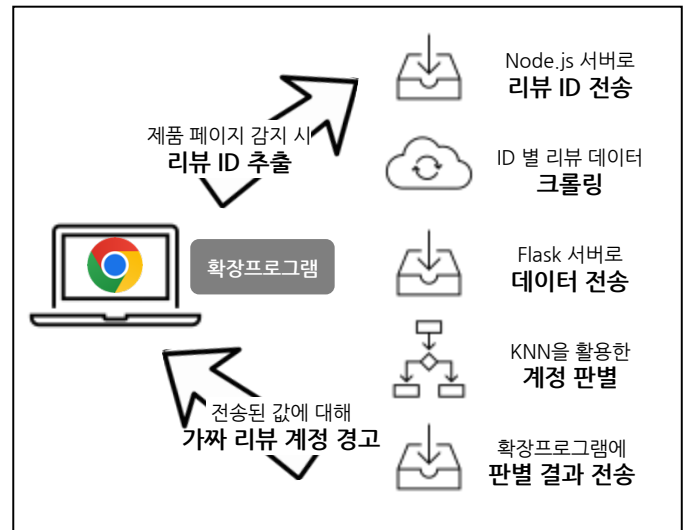 제품 페이지 감지 시
리뷰 ID 추출
확장프로그램
전송된 값에 대해
가짜 리뷰 계정 경고
Node.js 서버로
리뷰 ID 전송
ID 별 리뷰 데이터
크롤링
Flask 서버로
데이터 전송
KNN을 활용한
계정 판별
확장프로그램에
판별 결과 전송